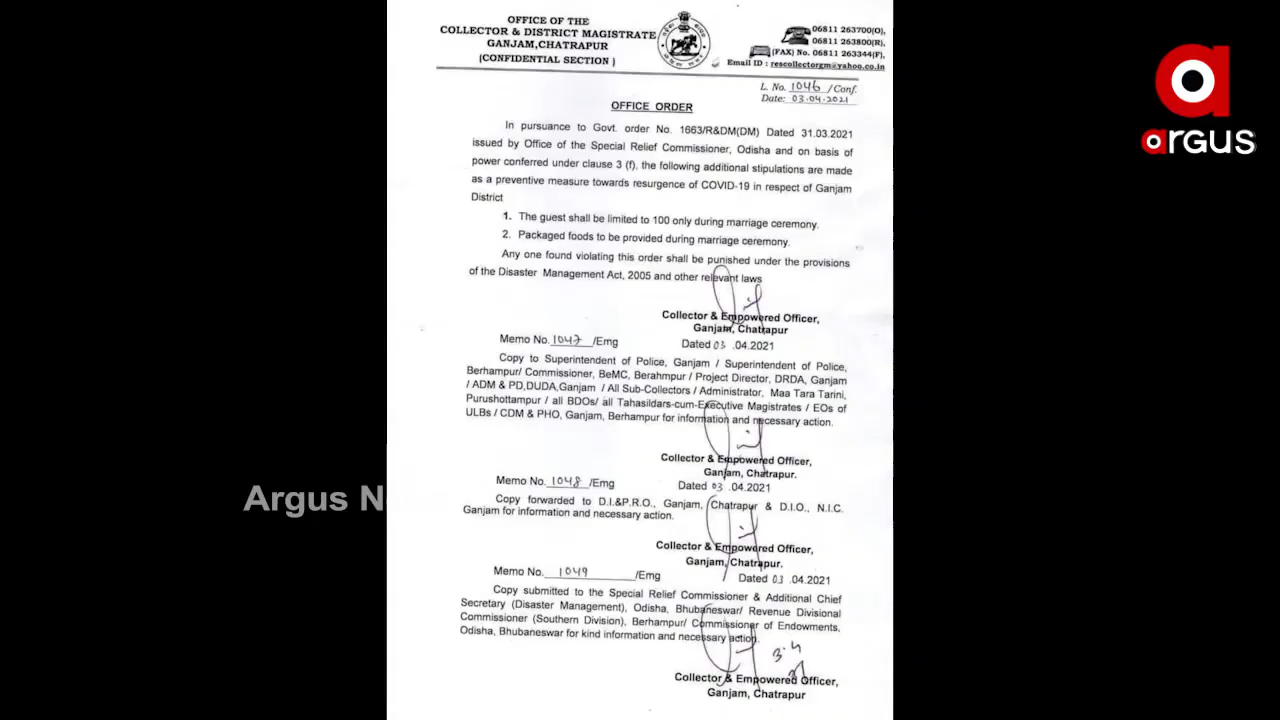 OFFICE OF THE
COLLECTOR & DISTRICT MAGISTRATE
GANJAM,CHATRAPUR
(CONFIDENTIAL SECTION )
06811 263700(O),
06811 263800(R),
(FAX) No. 06811 263344(F),
Email ID : rescollectorgm@yahoo.co.in
L. No. 1046 /Conf.
Date: 03.04.2021
OFFICE ORDER
In pursuance to Govt. order No. 1663/R&DM(DM) Dated 31.03.2021
issued by Office of the Special Relief Commissioner, Odisha and on basis of
power conferred under clause 3 (f), the following additional stipulations are made
as a preventive measure towards resurgence of COVID-19 in respect of Ganjam
District
1. The guest shall be limited to 100 only during marriage ceremony.
2. Packaged foods to be provided during marriage ceremony.
Any one found violating this order shall be punished under the provisions
of the Disaster Management Act, 2005 and other relevant laws
Collector & Empowered Officer,
Ganjam, Chatrapur
Memo No. 1047 /Emg Dated 03 .04.2021
Copy to Superintendent of Police, Ganjam / Superintendent of Police,
Berhampur/ Commissioner, BeMC, Berahmpur / Project Director, DRDA, Ganjam
/ ADM & PD,DUDA,Ganjam / All Sub-Collectors / Administrator, Maa Tara Tarini,
Purushottampur / all BDOs/ all Tahasildars-cum-Executive Magistrates / EOs of
ULBs / CDM & PHO, Ganjam, Berhampur for information and necessary action.
Collector & Empowered Officer,
Ganjam, Chatrapur.
Memo No. 1048 /Emg Dated 03 .04.2021
Copy forwarded to D.I.&P.R.O., Ganjam, Chatrapur & D.I.O., N.I.C.
Ganjam for information and necessary action.
Collector & Empowered Officer,
Ganjam, Chatrapur.
Memo No. 1049 /Emg Dated 03 .04.2021
Copy submitted to the Special Relief Commissioner & Additional Chief
Secretary (Disaster Management), Odisha, Bhubaneswar/ Revenue Divisional
Commissioner (Southern Division), Berhampur/ Commissioner of Endowments,
Odisha, Bhubaneswar for kind information and necessary action.
3.4
Collector & Empowered Officer,
Ganjam, Chatrapur
argus
Argus N